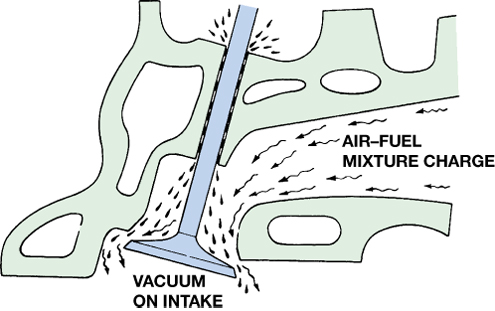 AIR–FUEL
MIXTURE CHARGE
VACUUM
ON INTAKE